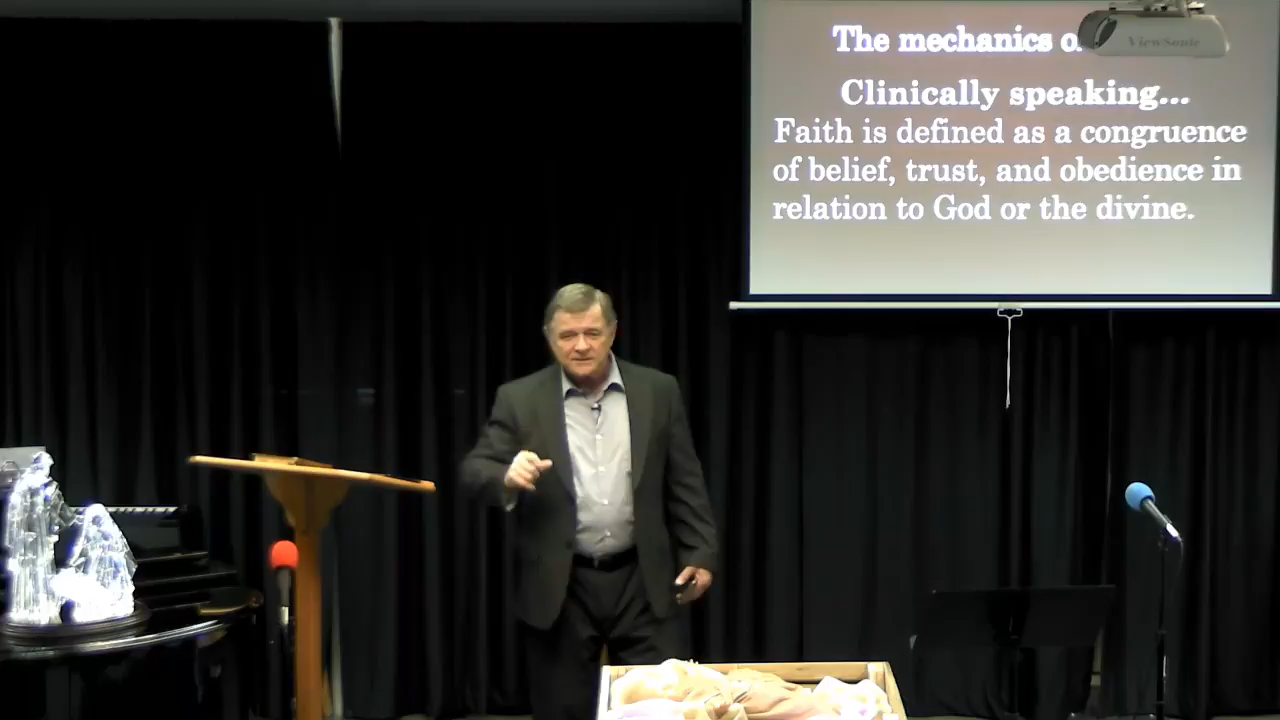 The mechanics o
ViewSonic
Clinically speaking...
Faith is defined as a congruence
of belief, trust, and obedience in
relation to God or the divine.